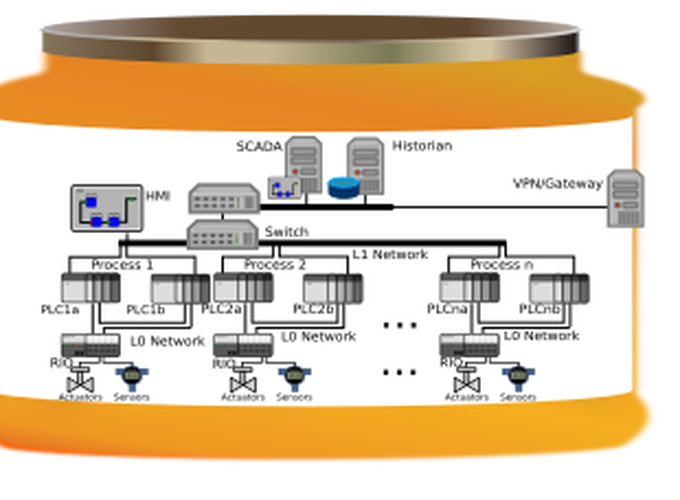 SCADA
Historian
HMI
VPN/Gateway
Switch
L1 Network
Process 1
Process 2
Process n
PLC1a
PLC1b
PLC2a
PLC2b
PLCna
PLCnb
L0 Network
L0 Network
L0 Network
...
RIO
RIO
RIO
...
Actuators
Sensors
Actuators
Sensors
Actuators
Sensors